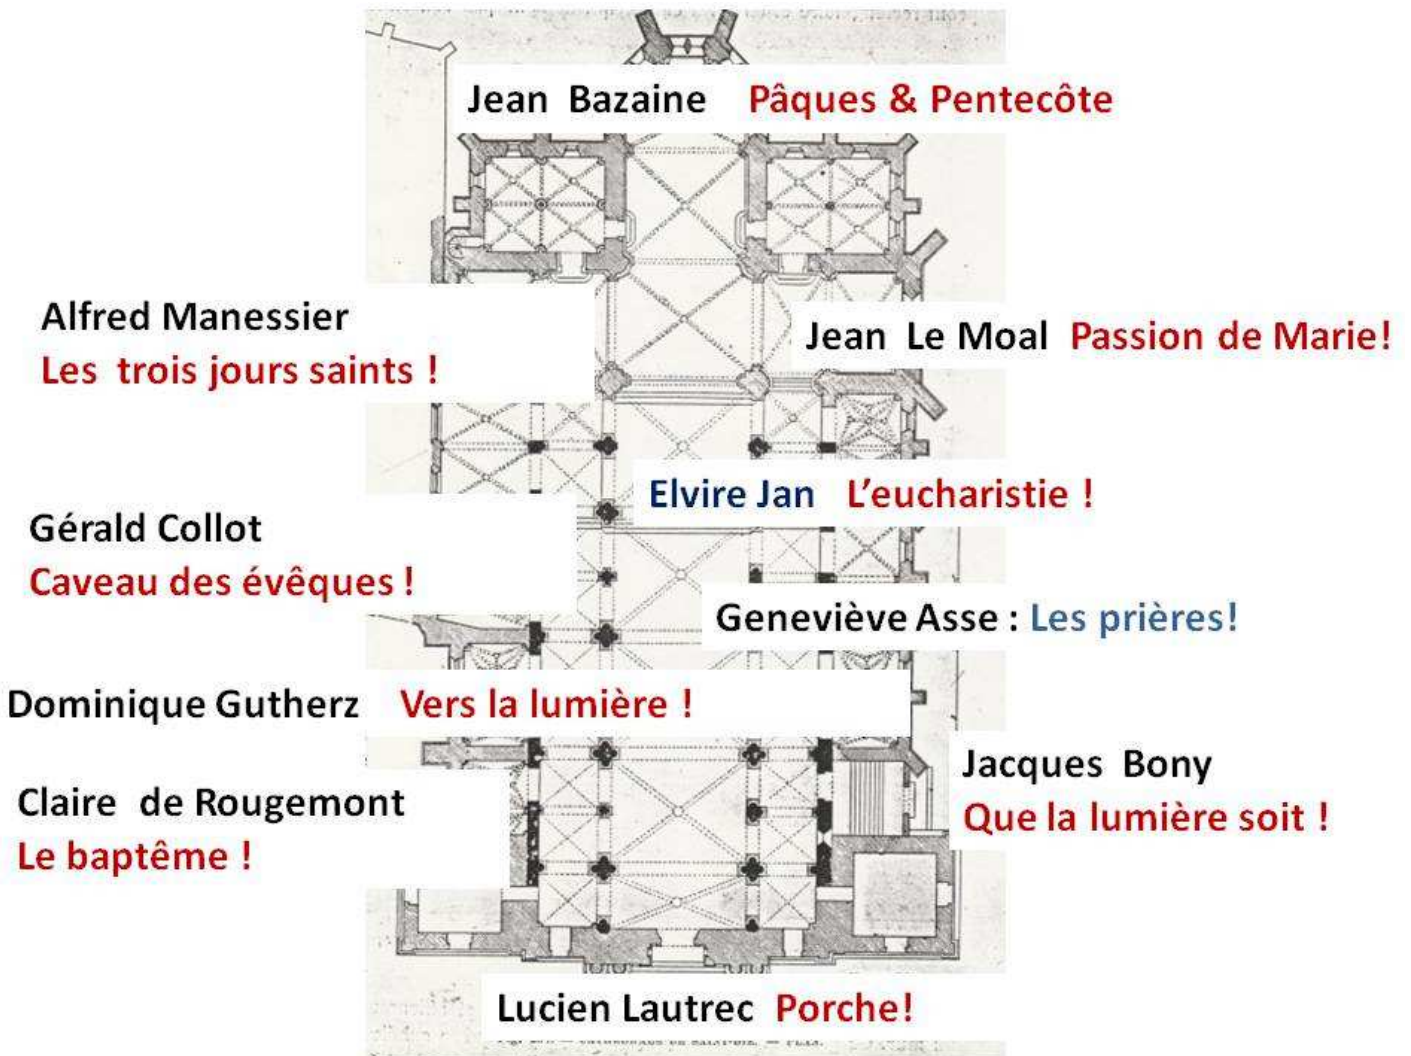 Jean Bazaine Pâques & Pentecôte
Alfred Manessier
Les trois jours saints !
Jean Le Moal Passion de Marie!
Elvire Jan L'eucharistie !
Gérald Collot
Caveau des évêques !
Geneviève Asse : Les prières!
Dominique Gutherz Vers la lumière !
Jacques Bony
Que la lumière soit !
Claire de Rougemont
Le baptême !
Lucien Lautrec Porche!